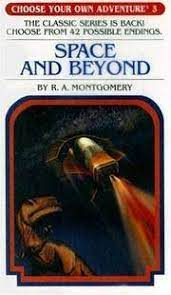 CHOOSE YOUR OWN ADVENTURE® 3
THE CLASSIC SERIES IS BACK!
CHOOSE FROM 42 POSSIBLE ENDINGS.
SPACE
AND BEYOND
BY R. A. MONTGOMERY